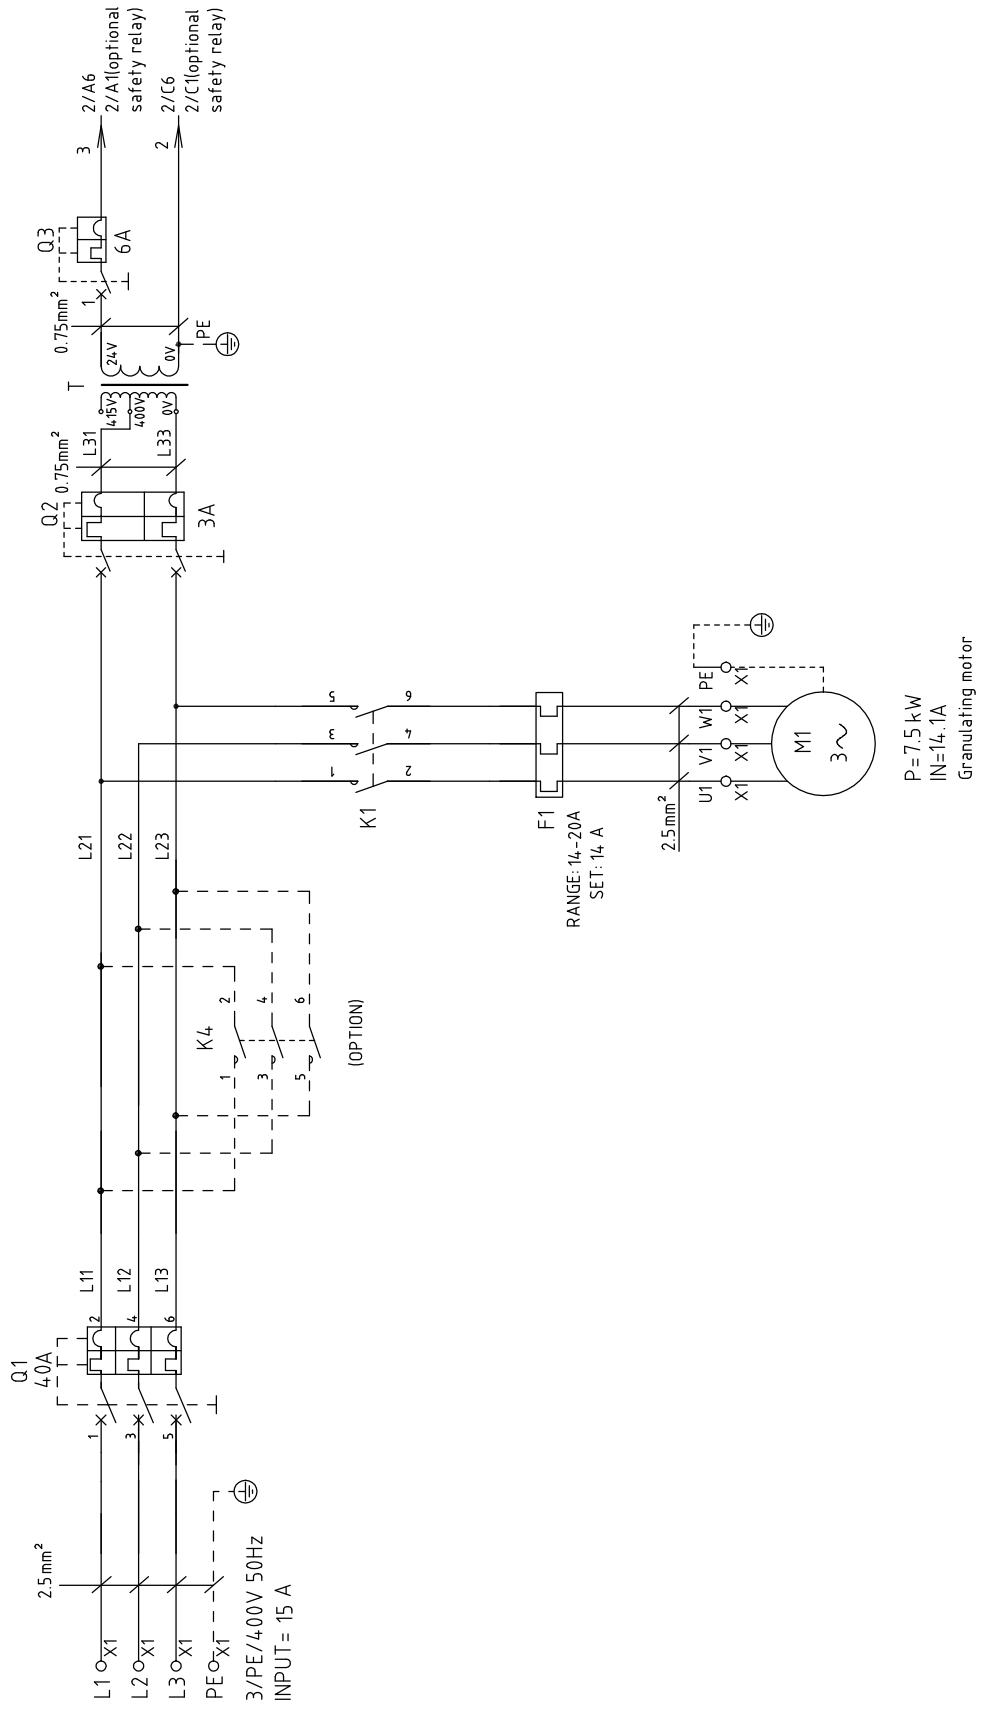 L1
X1
L2
X1
L3
X1
PE
X1
3/PE/400V 50Hz
INPUT= 15 A
2.5mm²
Q1
40A
1
2
3
4
5
6
L11
L12
L13
K4
1
2
3
4
5
6
(OPTION)
L21
L22
L23
K1
1
2
3
4
5
6
F1
RANGE: 14-20A
SET: 14 A
2.5mm²
U1
X1
V1
X1
W1
X1
PE
X1
M1
3~
P=7.5 kW
IN=14.1A
Granulating motor
Q2
3A
0.75mm²
L31
L33
T
415V
400V
0V
24V
0V
0.75mm²
PE
1
Q3
6A
3
2
2/A6
2/A1(optional
safety relay)
2/C6
2/C1(optional
safety relay)